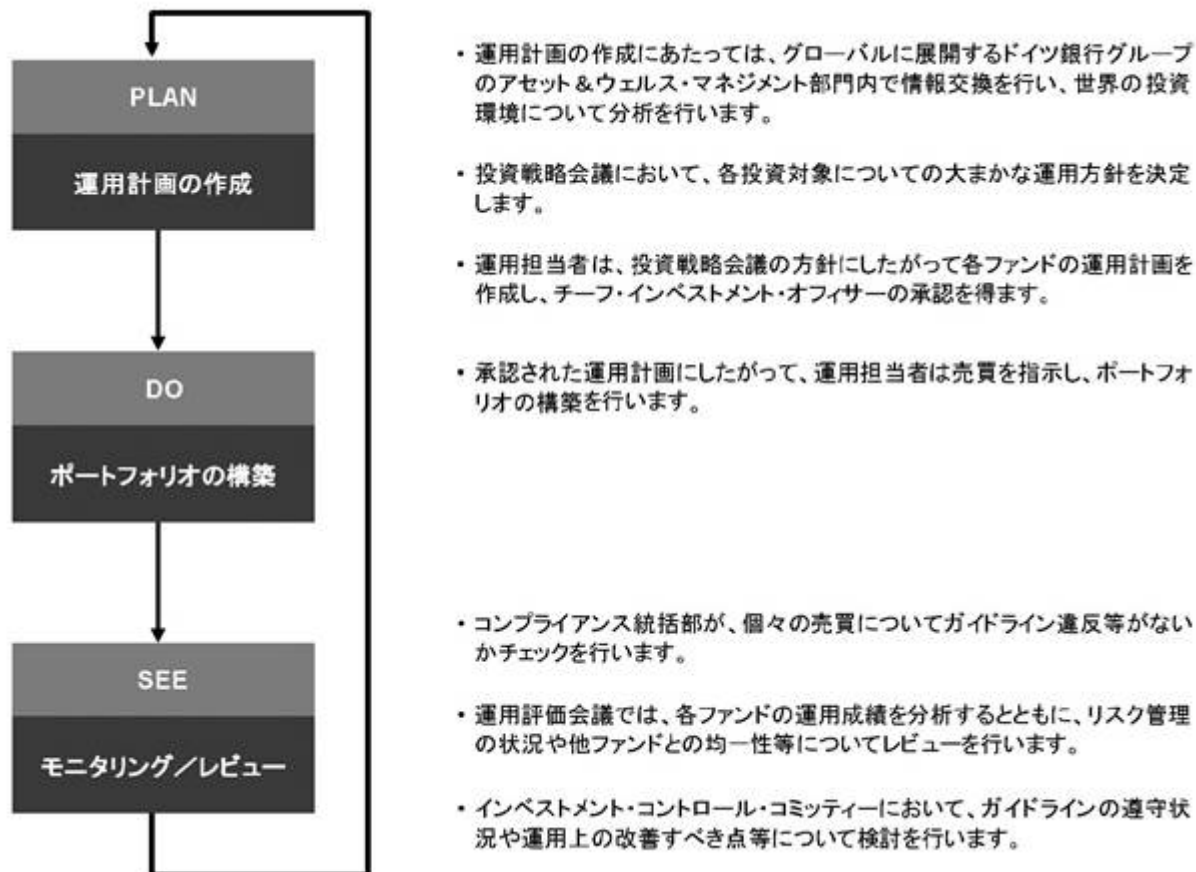 PLAN
運用計画の作成
・運用計画の作成にあたっては、グローバルに展開するドイツ銀行グループ
のアセット＆ウェルス・マネジメント部門内で情報交換を行い、世界の投資
環境について分析を行います。
・投資戦略会議において、各投資対象についての大まかな運用方針を決定
します。
・運用担当者は、投資戦略会議の方針にしたがって各ファンドの運用計画を
作成し、チーフ・インベストメント・オフィサーの承認を得ます。
DO
ポートフォリオの構築
・承認された運用計画にしたがって、運用担当者は売買を指示し、ポートフォ
リオの構築を行います。
SEE
モニタリング／レビュー
・コンプライアンス統括部が、個々の売買についてガイドライン違反等がない
かチェックを行います。
・運用評価会議では、各ファンドの運用成績を分析するとともに、リスク管理
の状況や他ファンドとの均一性等についてレビューを行います。
・インベストメント・コントロール・コミッティーにおいて、ガイドラインの遵守状
況や運用上の改善すべき点等について検討を行います。